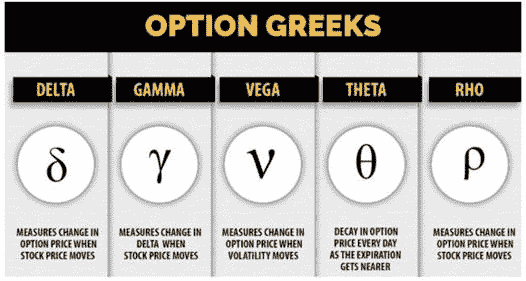 OPTION GREEKS
DELTA
GAMMA
VEGA
THETA
RHO
δ
γ
ν
θ
ρ
MEASURES CHANGE IN
OPTION PRICE WHEN
STOCK PRICE MOVES
MEASURES CHANGE IN
DELTA WHEN
STOCK PRICE MOVES
MEASURES CHANGE IN
OPTION PRICE WHEN
VOLATILITY MOVES
DECAY IN OPTION
PRICE EVERY DAY
AS THE EXPIRATION
GETS NEARER
MEASURES CHANGE IN
OPTION PRICE WHEN
STOCK PRICE MOVES